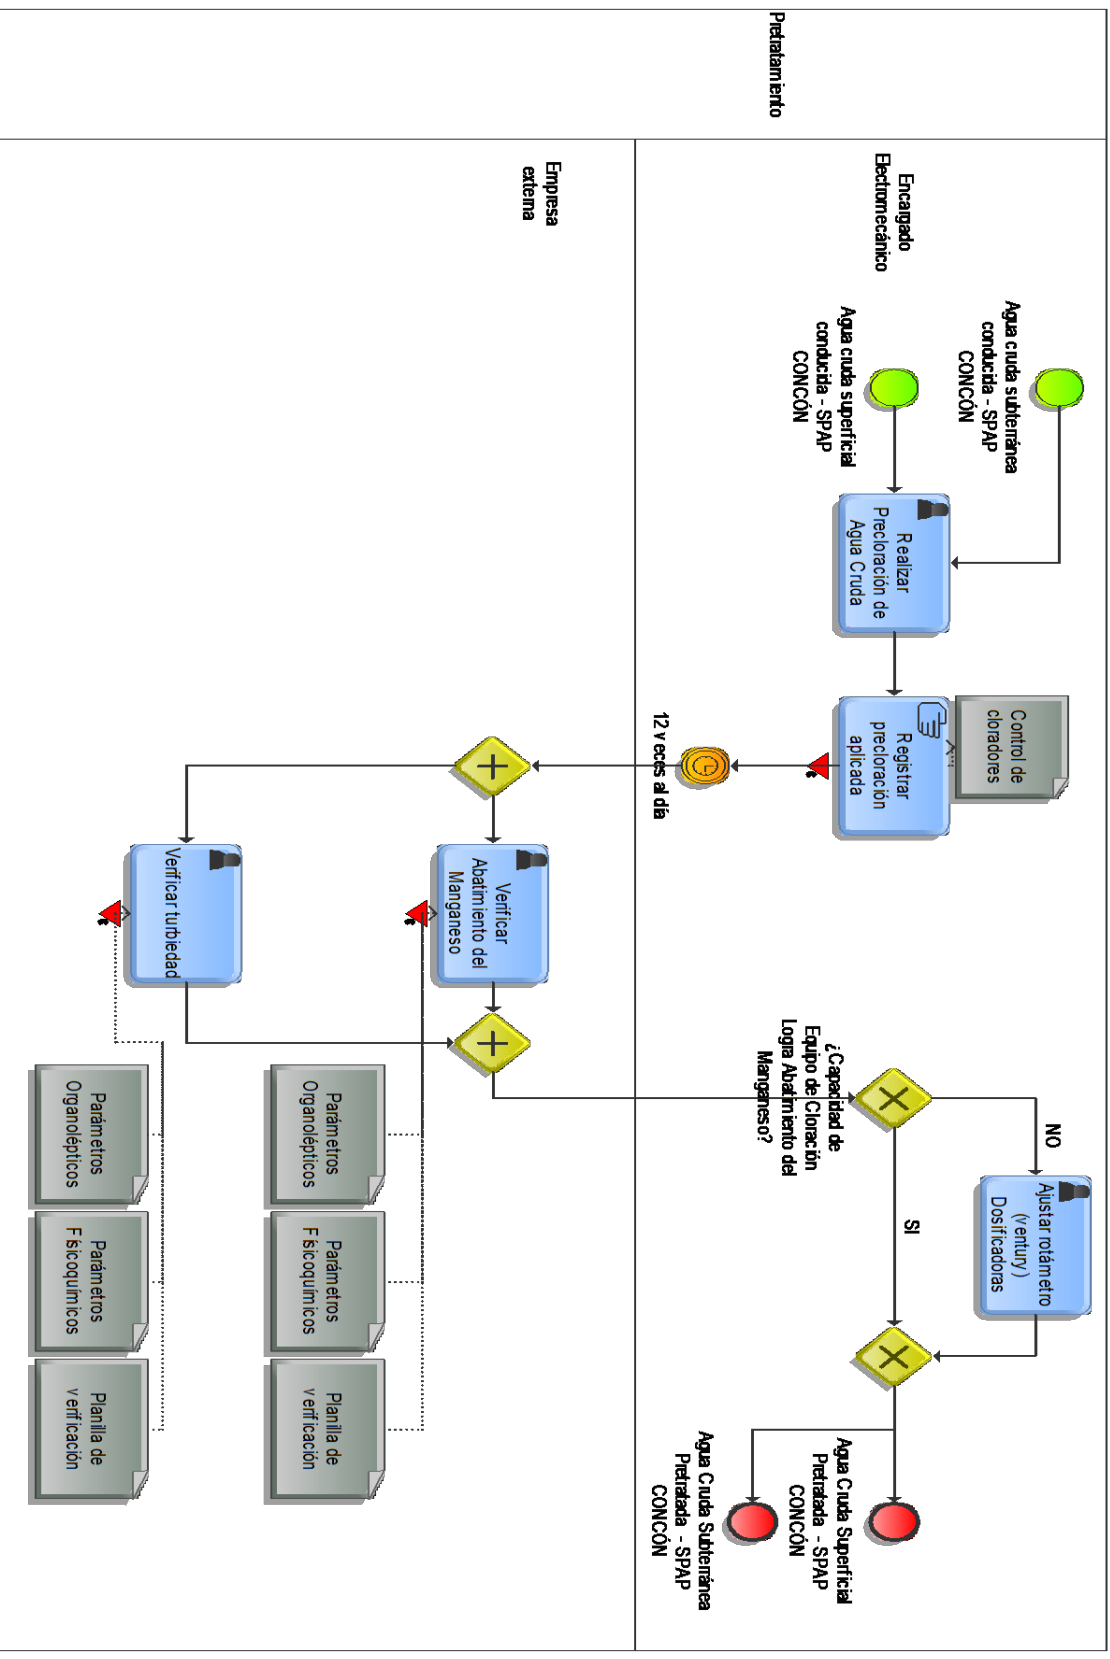 Pretratamiento
Encargado
Electromecánico
Agua cruda subterránea
conducida - SPAP
CONCÓN
Agua cruda superficial
conducida - SPAP
CONCÓN
Realizar
Precloración de
Agua Cruda
Control de
cloradores
Registrar
precloración
aplicada
12 veces al día
¿Capacidad de
Equipo de Cloración
Logra Abatimiento del
Manganeso?
NO
SI
Ajustar rotámetro
(ventury)
Dosificadoras
Agua Cruda Superficial
Pretratada - SPAP
CONCÓN
Agua Cruda Subterránea
Pretratada - SPAP
CONCÓN
Empresa
externa
Verificar
Abatimiento del
Manganeso
Verificar turbiedad
Parámetros
Organolépticos
Parámetros
Físicoquímicos
Planilla de
verificación
Parámetros
Organolépticos
Parámetros
Físicoquímicos
Planilla de
verificación